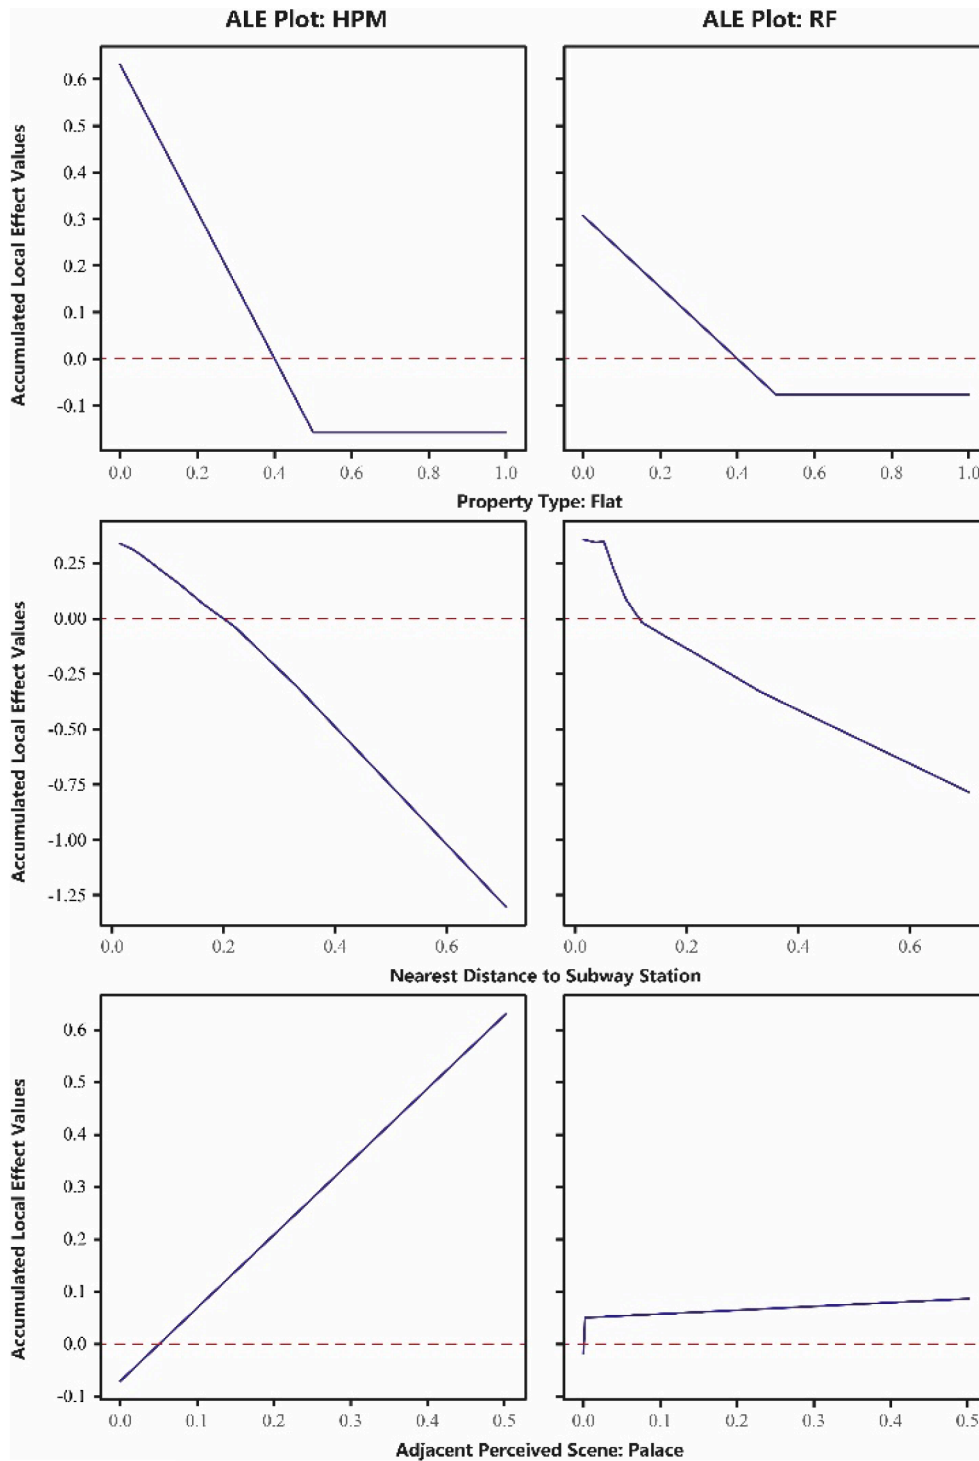 ALE Plot: HPM ALE Plot: RF
Accumulated Local Effect Values
0.6
0.5
0.4
0.3
0.2
0.1
0.0
-0.1
0.0 0.2 0.4 0.6 0.8 1.0 0.0 0.2 0.4 0.6 0.8 1.0
Property Type: Flat
Accumulated Local Effect Values
0.25
0.00
-0.25
-0.50
-0.75
-1.00
-1.25
0.0 0.2 0.4 0.6 0.0 0.2 0.4 0.6
Nearest Distance to Subway Station
Accumulated Local Effect Values
0.6
0.5
0.4
0.3
0.2
0.1
0.0
-0.1
0.0 0.1 0.2 0.3 0.4 0.5 0.0 0.1 0.2 0.3 0.4 0.5
Adjacent Perceived Scene: Palace